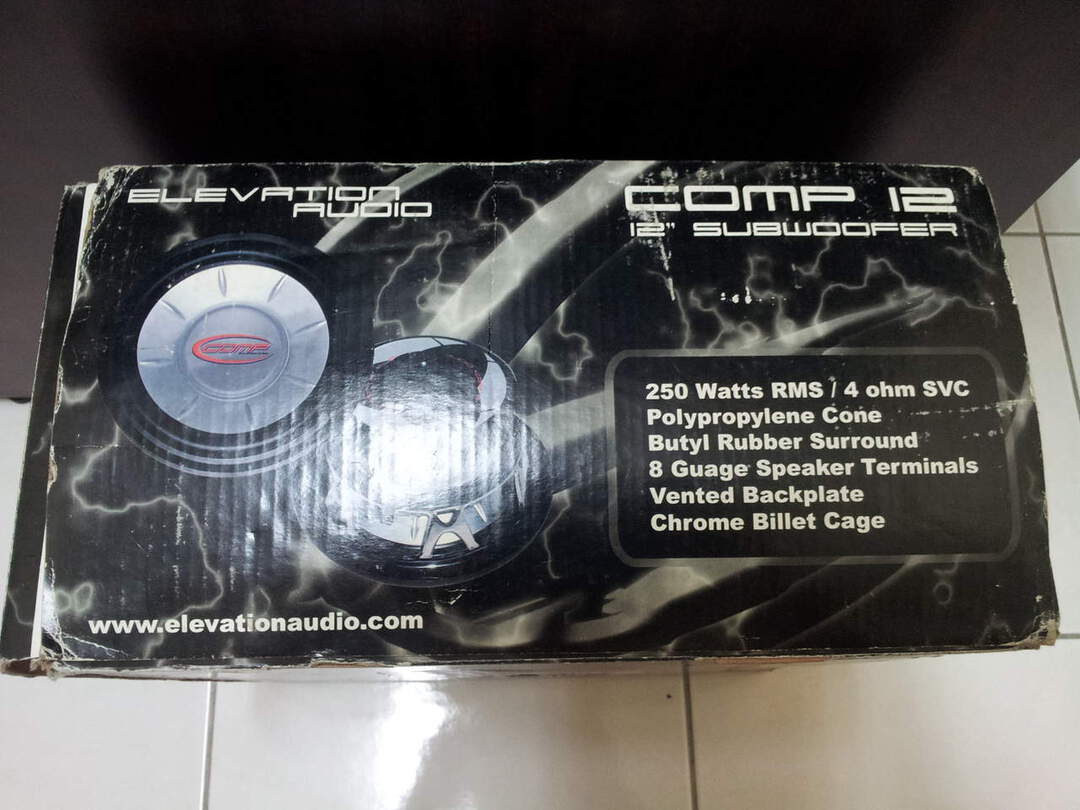 ELEVATION
AUDIO
COMP 12
12" SUBWOOFER
COMP
250 Watts RMS / 4 ohm SVC
Polypropylene Cone
Butyl Rubber Surround
8 Guage Speaker Terminals
Vented Backplate
Chrome Billet Cage
www.elevationaudio.com